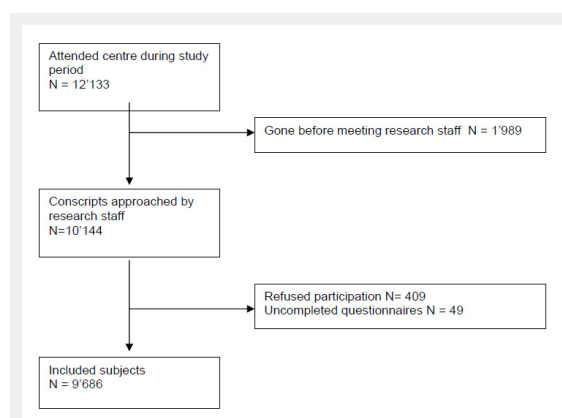 Attended centre during study
period
N = 12'133
Gone before meeting research staff N = 1'989
Conscripts approached by
research staff
N=10'144
Refused participation N= 409
Uncompleted questionnaires N = 49
Included subjects
N = 9'686